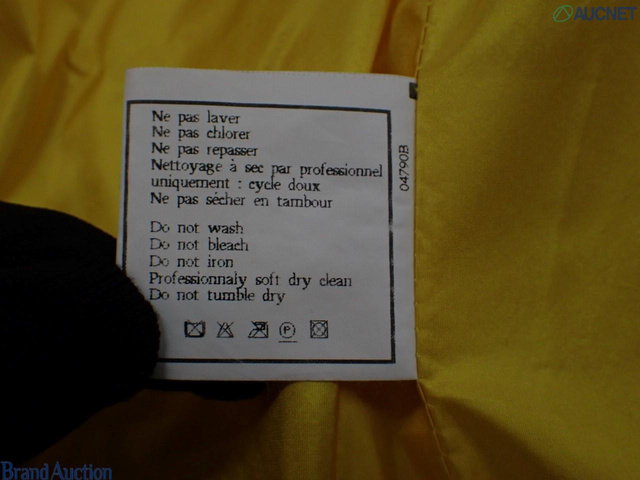 AUCNET
Ne pas laver
Ne pas chlorer
Ne pas repasser
Nettoyage à sec par professionnel
uniquement : cycle doux
Ne pas sécher en tambour
Do not wash
Do not bleach
Do not iron
Professionnaly soft dry clean
Do not tumble dry
P
04790B
Brand Auction